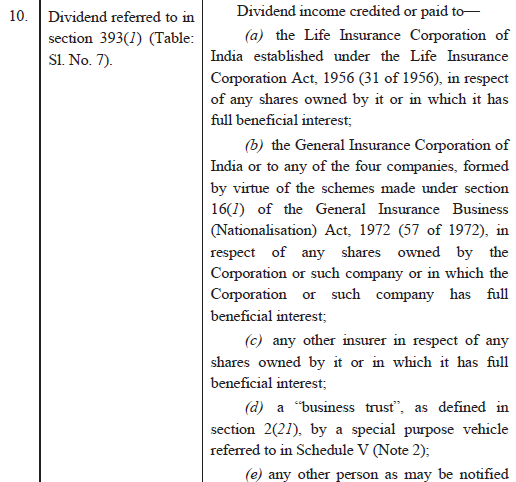 10.
Dividend referred to in
section 393(1) (Table:
Sl. No. 7).
Dividend income credited or paid to—
(a) the Life Insurance Corporation of
India established under the Life Insurance
Corporation Act, 1956 (31 of 1956), in respect
of any shares owned by it or in which it has
full beneficial interest;
(b) the General Insurance Corporation of
India or to any of the four companies, formed
by virtue of the schemes made under section
16(1) of the General Insurance Business
(Nationalisation) Act, 1972 (57 of 1972), in
respect of any shares owned by the
Corporation or such company or in which the
Corporation or such company has full
beneficial interest;
(c) any other insurer in respect of any
shares owned by it or in which it has full
beneficial interest;
(d) a “business trust”, as defined in
section 2(21), by a special purpose vehicle
referred to in Schedule V (Note 2);
(e) any other person as may be notified